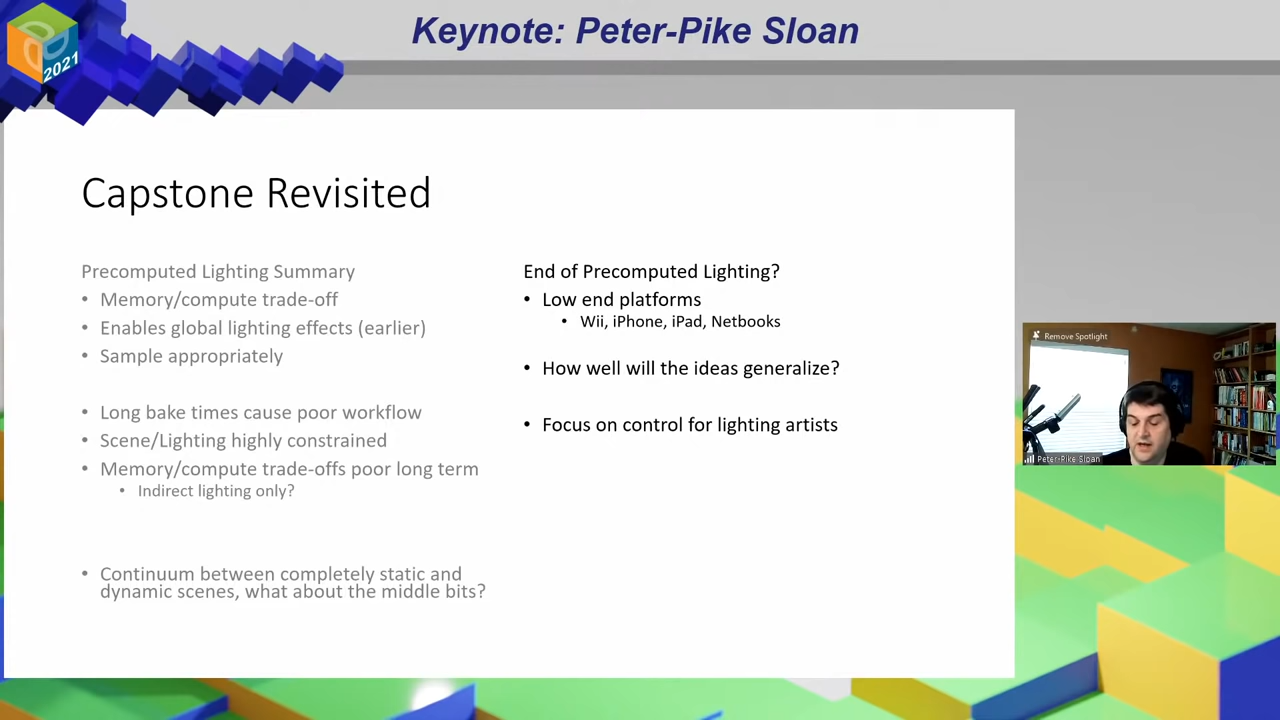 Keynote: Peter-Pike Sloan
2021
Capstone Revisited
Precomputed Lighting Summary
• Memory/compute trade-off
• Enables global lighting effects (earlier)
• Sample appropriately
• Long bake times cause poor workflow
• Scene/Lighting highly constrained
• Memory/compute trade-offs poor long term
• Indirect lighting only?
• Continuum between completely static and
dynamic scenes, what about the middle bits?
End of Precomputed Lighting?
• Low end platforms
• Wii, iPhone, iPad, Netbooks
• How well will the ideas generalize?
• Focus on control for lighting artists
Remove Spotlight
Peter-Pike Sloan